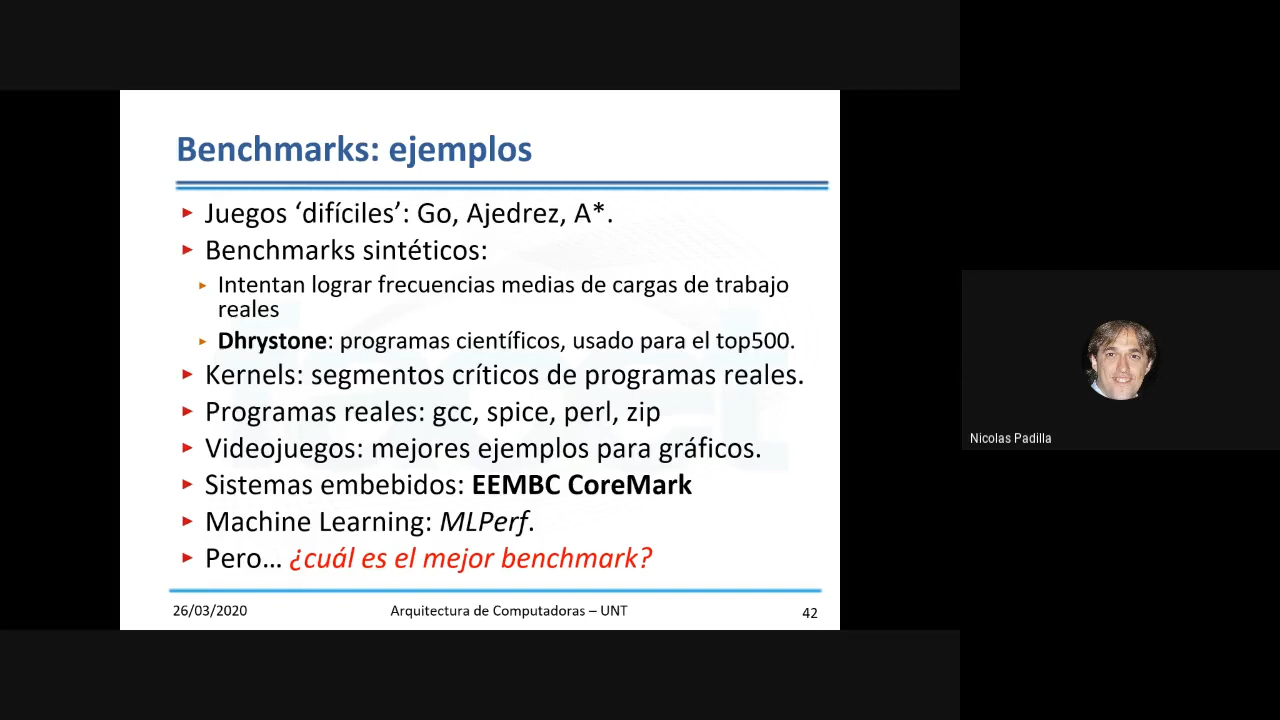 Benchmarks: ejemplos
Juegos ‘difíciles’: Go, Ajedrez, A*.
Benchmarks sintéticos:
Intentan lograr frecuencias medias de cargas de trabajo
reales
Dhrystone: programas científicos, usado para el top500.
Kernels: segmentos críticos de programas reales.
Programas reales: gcc, spice, perl, zip
Videojuegos: mejores ejemplos para gráficos.
Sistemas embebidos: EEMBC CoreMark
Machine Learning: MLPerf.
Pero... ¿cuál es el mejor benchmark?
26/03/2020
Arquitectura de Computadoras – UNT
42
Nicolas Padilla